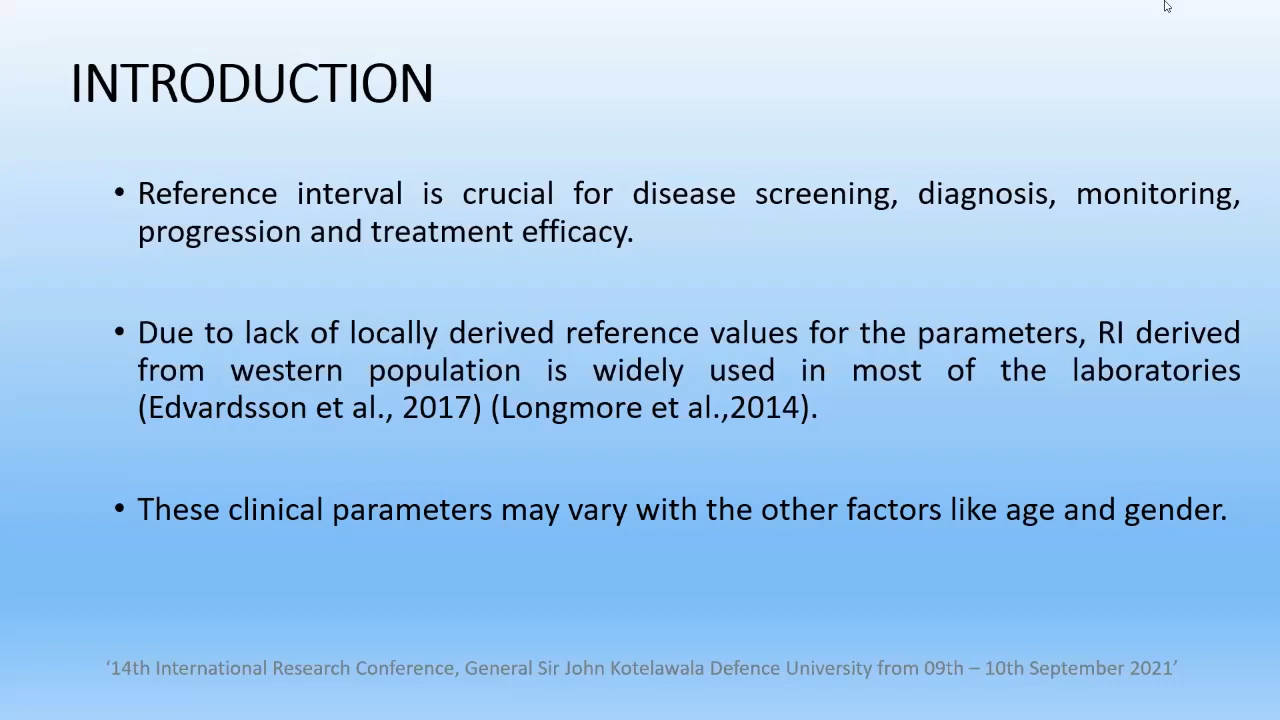 INTRODUCTION
• Reference interval is crucial for disease screening, diagnosis, monitoring,
progression and treatment efficacy.
• Due to lack of locally derived reference values for the parameters, RI derived
from western population is widely used in most of the laboratories
(Edvardsson et al., 2017) (Longmore et al.,2014).
• These clinical parameters may vary with the other factors like age and gender.
‘14th International Research Conference, General Sir John Kotelawala Defence University from 09th – 10th September 2021’